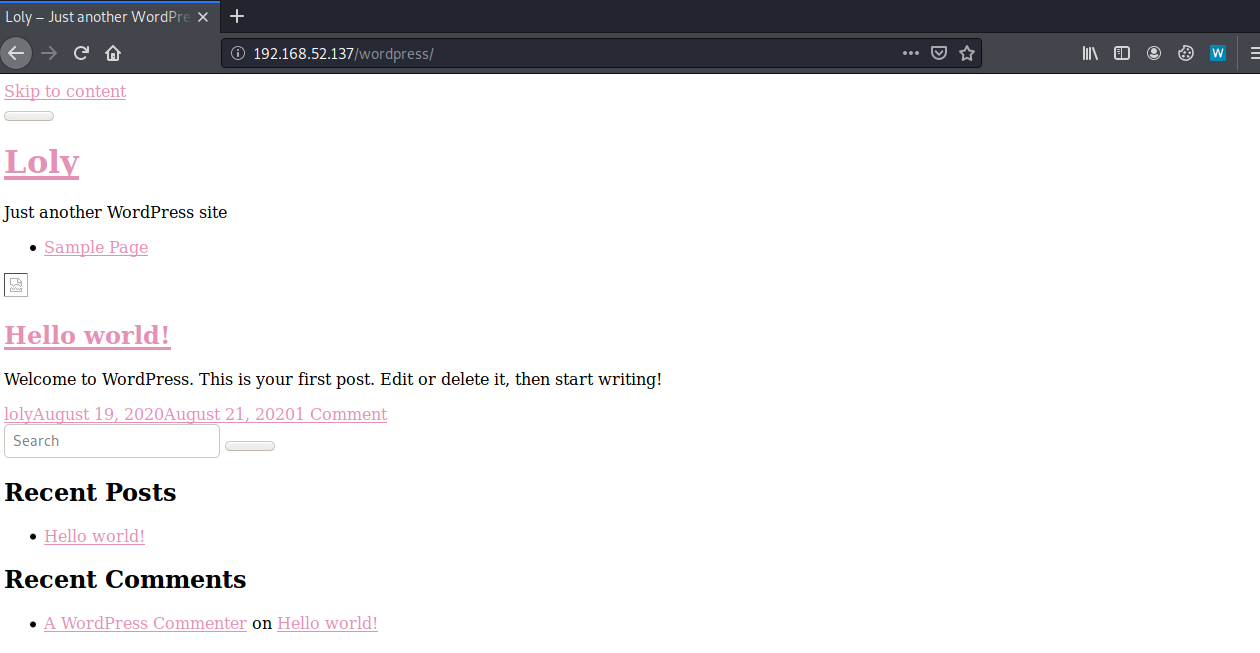 Loly – Just another WordPre
192.168.52.137/wordpress/
W
Skip to content
Loly
Just another WordPress site
Sample Page
Hello world!
Welcome to WordPress. This is your first post. Edit or delete it, then start writing!
lolyAugust 19, 2020August 21, 20201 Comment
Search
Recent Posts
Hello world!
Recent Comments
A WordPress Commenter on Hello world!